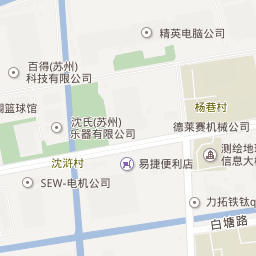 精英电脑公司
百得(苏州)
科技有限公司
篮球馆
杨巷村
沈氏(苏州)
乐器有限公司
德莱赛机械公司
沈浒村
易捷便利店
测绘地理
信息大
SEW-电机公司
力拓铁钛q
白塘路